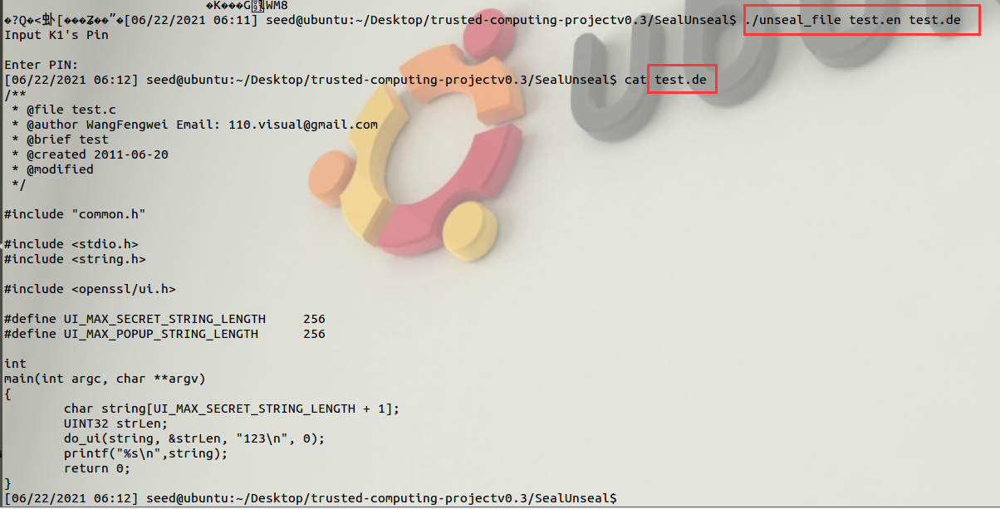 �K���G WM8
�?Q�<虲[���Ƶ��"�[06/22/2021 06:11] seed@ubuntu:~/Desktop/trusted-computing-projectv0.3/SealUnseal$ ./unseal_file test.en test.de
Input K1's Pin
Enter PIN:
[06/22/2021 06:12] seed@ubuntu:~/Desktop/trusted-computing-projectv0.3/SealUnseal$ cat test.de
/**
 * @file test.c
 * @author WangFengwei Email: 110.visual@gmail.com
 * @brief test
 * @created 2011-06-20
 * @modified
 */
#include "common.h"
#include <stdio.h>
#include <string.h>
#include <openssl/ui.h>
#define UI_MAX_SECRET_STRING_LENGTH     256
#define UI_MAX_POPUP_STRING_LENGTH      256
int
main(int argc, char **argv)
{
        char string[UI_MAX_SECRET_STRING_LENGTH + 1];
        UINT32 strLen;
        do_ui(string, &strLen, "123\n", 0);
        printf("%s\n",string);
        return 0;
}
[06/22/2021 06:12] seed@ubuntu:~/Desktop/trusted-computing-projectv0.3/SealUnseal$